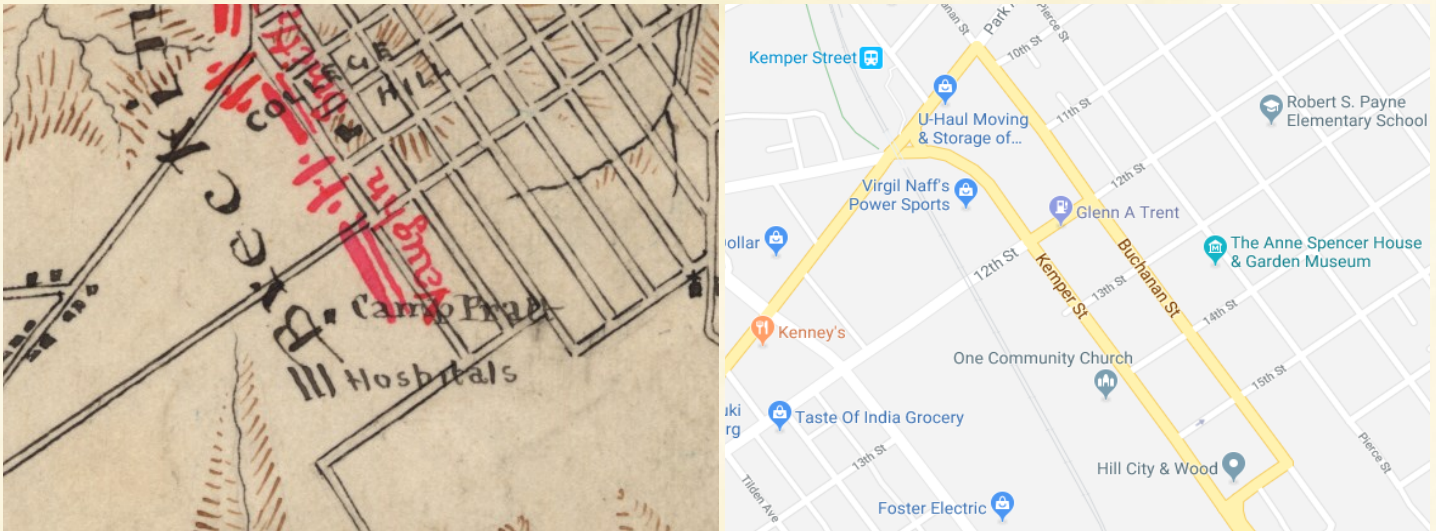 COLLEGE
HILL
Vaughn
Camp Pratt
Hospitals
Kemper Street
Park
Pierce St
10th St
11th St
Robert S. Payne
Elementary School
U-Haul Moving
& Storage of…
12th St
Virgil Naff's
Power Sports
Glenn A Trent
The Anne Spencer House
& Garden Museum
Buchanan St
12th St
Kemper St
13th St
14th St
Kenney's
One Community Church
15th St
Taste Of India Grocery
13th St
Pierce St
Hill City & Wood
Tilden Ave
Foster Electric